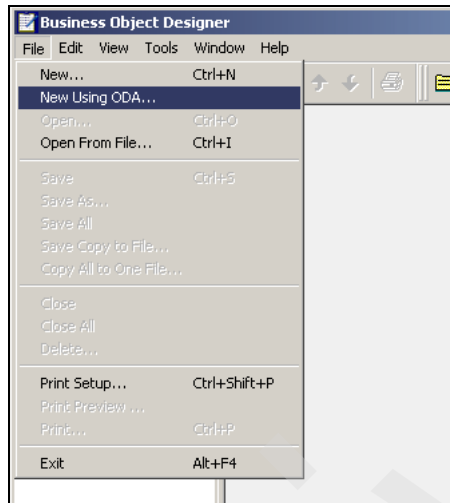 Business Object Designer
File Edit View Tools Window Help
New... Ctrl+N
New Using ODA...
Open... Ctrl+O
Open From File... Ctrl+I
Save Ctrl+S
Save As...
Save All
Save Copy to File...
Copy All to One File...
Close
Close All
Delete...
Print Setup... Ctrl+Shift+P
Print Preview ...
Print... Ctrl+P
Exit Alt+F4